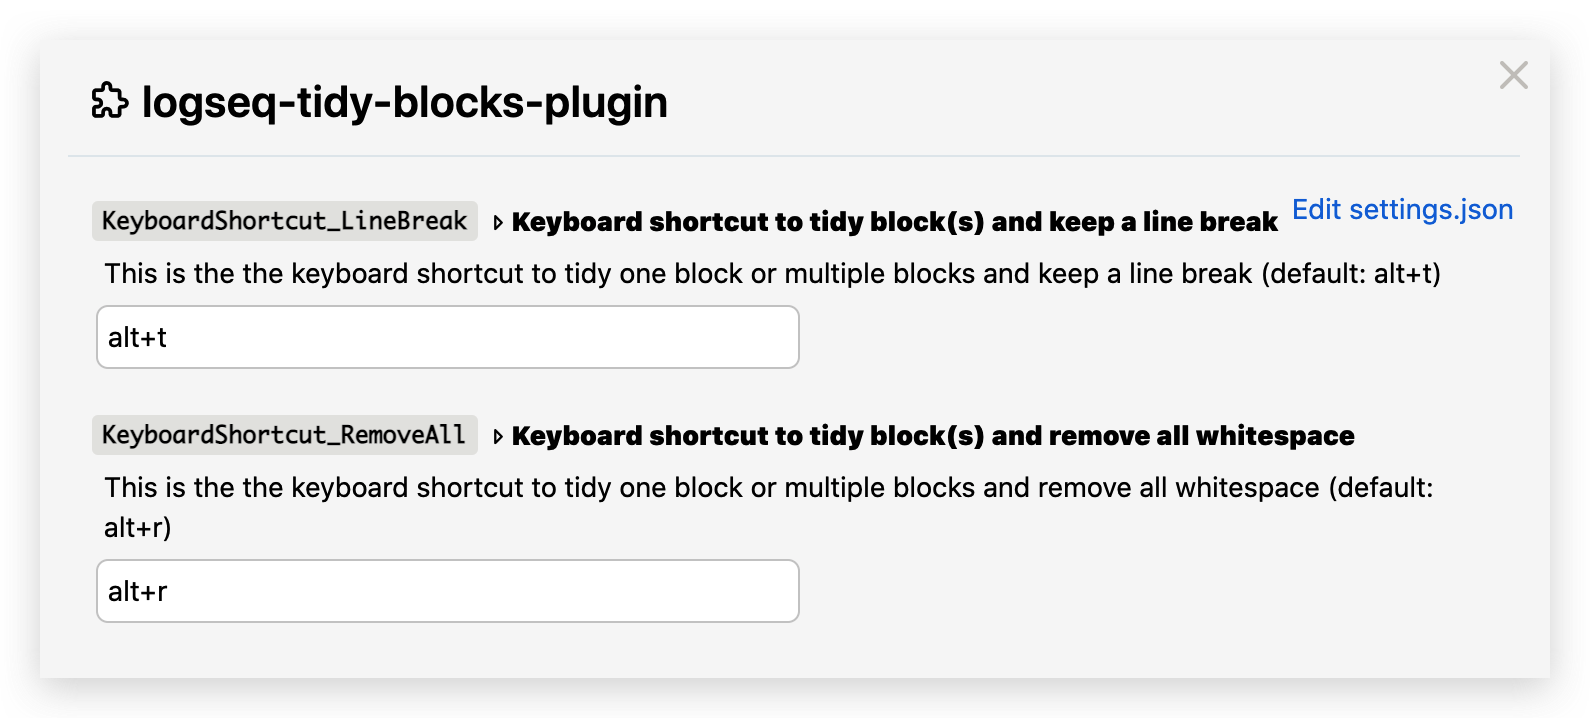 logseq-tidy-blocks-plugin
Edit settings.json
KeyboardShortcut_LineBreak ▹ Keyboard shortcut to tidy block(s) and keep a line break
This is the the keyboard shortcut to tidy one block or multiple blocks and keep a line break (default: alt+t)
alt+t
KeyboardShortcut_RemoveAll ▹ Keyboard shortcut to tidy block(s) and remove all whitespace
This is the the keyboard shortcut to tidy one block or multiple blocks and remove all whitespace (default:
alt+r)
alt+r